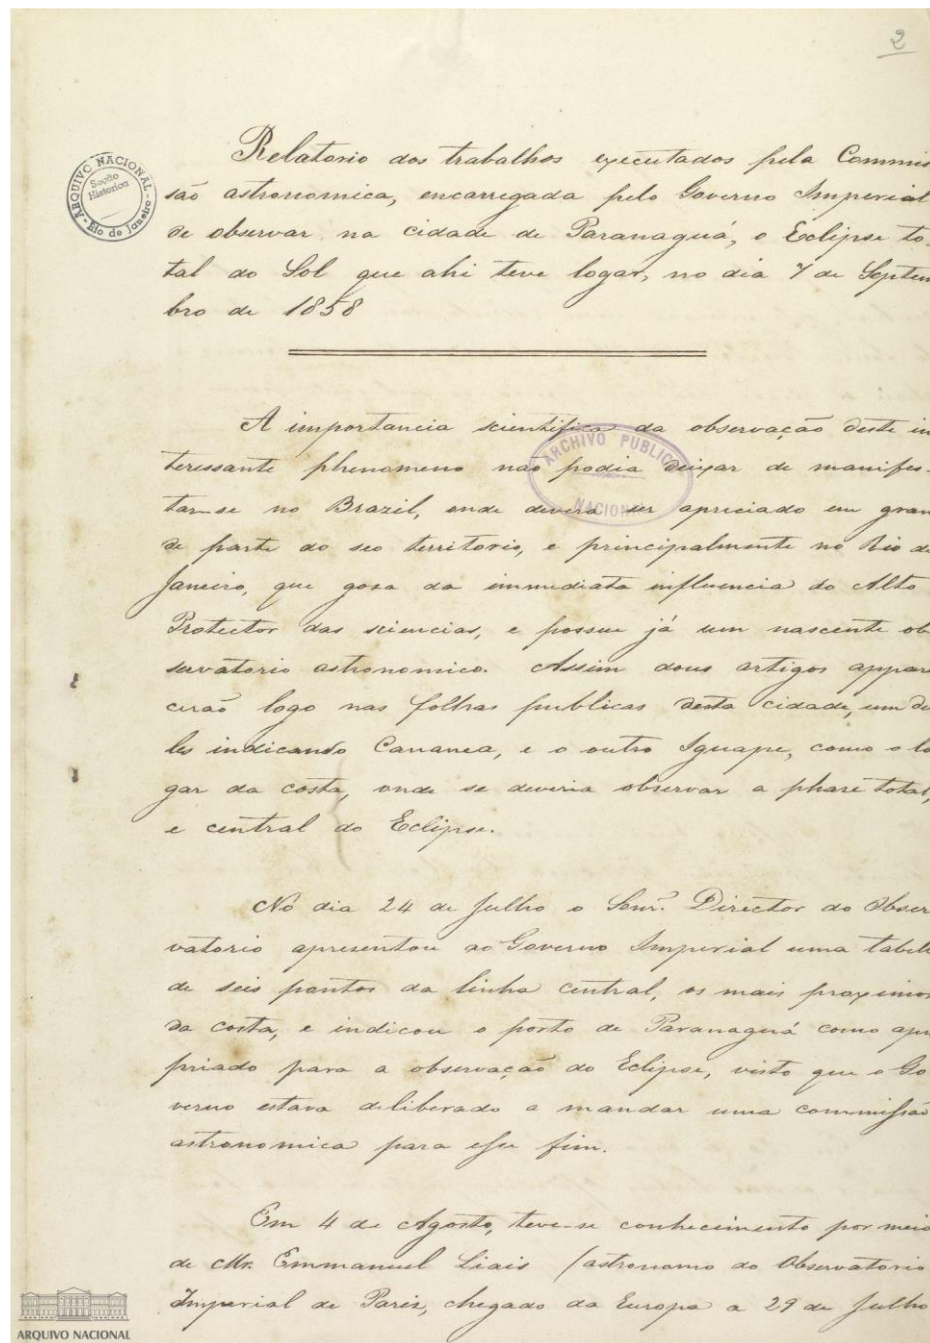 2
Relatorio dos trabalhos executados pela Commis
são astronomica, encarregada pelo Governo Imperial
de observar na cidade de Paranaguá, o Eclipse to-
tal do Sol que ahi teve logar, no dia 7 de Septem
bro de 1858
ARQUIVO NACIONAL
Secção
Historica
Rio de Janeiro
A importancia scientifica da observação deste in
teressante phenomeno não podia deixar de manifes-
tar-se no Brazil, onde devera ser apreciado em gran
de parte do seo territorio, e principalmente no Rio de
Janeiro, que gosa da immediata influencia do Alto
Protector das sciencias, e possue já um nascente ob
servatorio astronomico. Assim dous artigos appare
cerão logo nas folhas publicas desta cidade, um de
les indicando Cananea, e o outro Iguape, como o lo
gar da costa, onde se deveria observar a phase total,
e central do Eclipse.
ARCHIVO PUBLICO
NACIONAL
No dia 24 de Julho o Senr. Director do Obser
vatorio apresentou ao Governo Imperial uma tabell
de seis pontos da linha central, os mais proximos
da costa, e indicou o porto de Paranaguá como apro
priado para a observação do Eclipse, visto que o Go
verno estava deliberado a mandar uma commissão
astronomica para esse fim.
Em 4 de Agosto, teve-se conhecimento por meio
de Mr. Emmanuel Liais (astronomo do Observatorio
Imperial de Paris, chegado da Europa a 29 de Julho
ARQUIVO NACIONAL